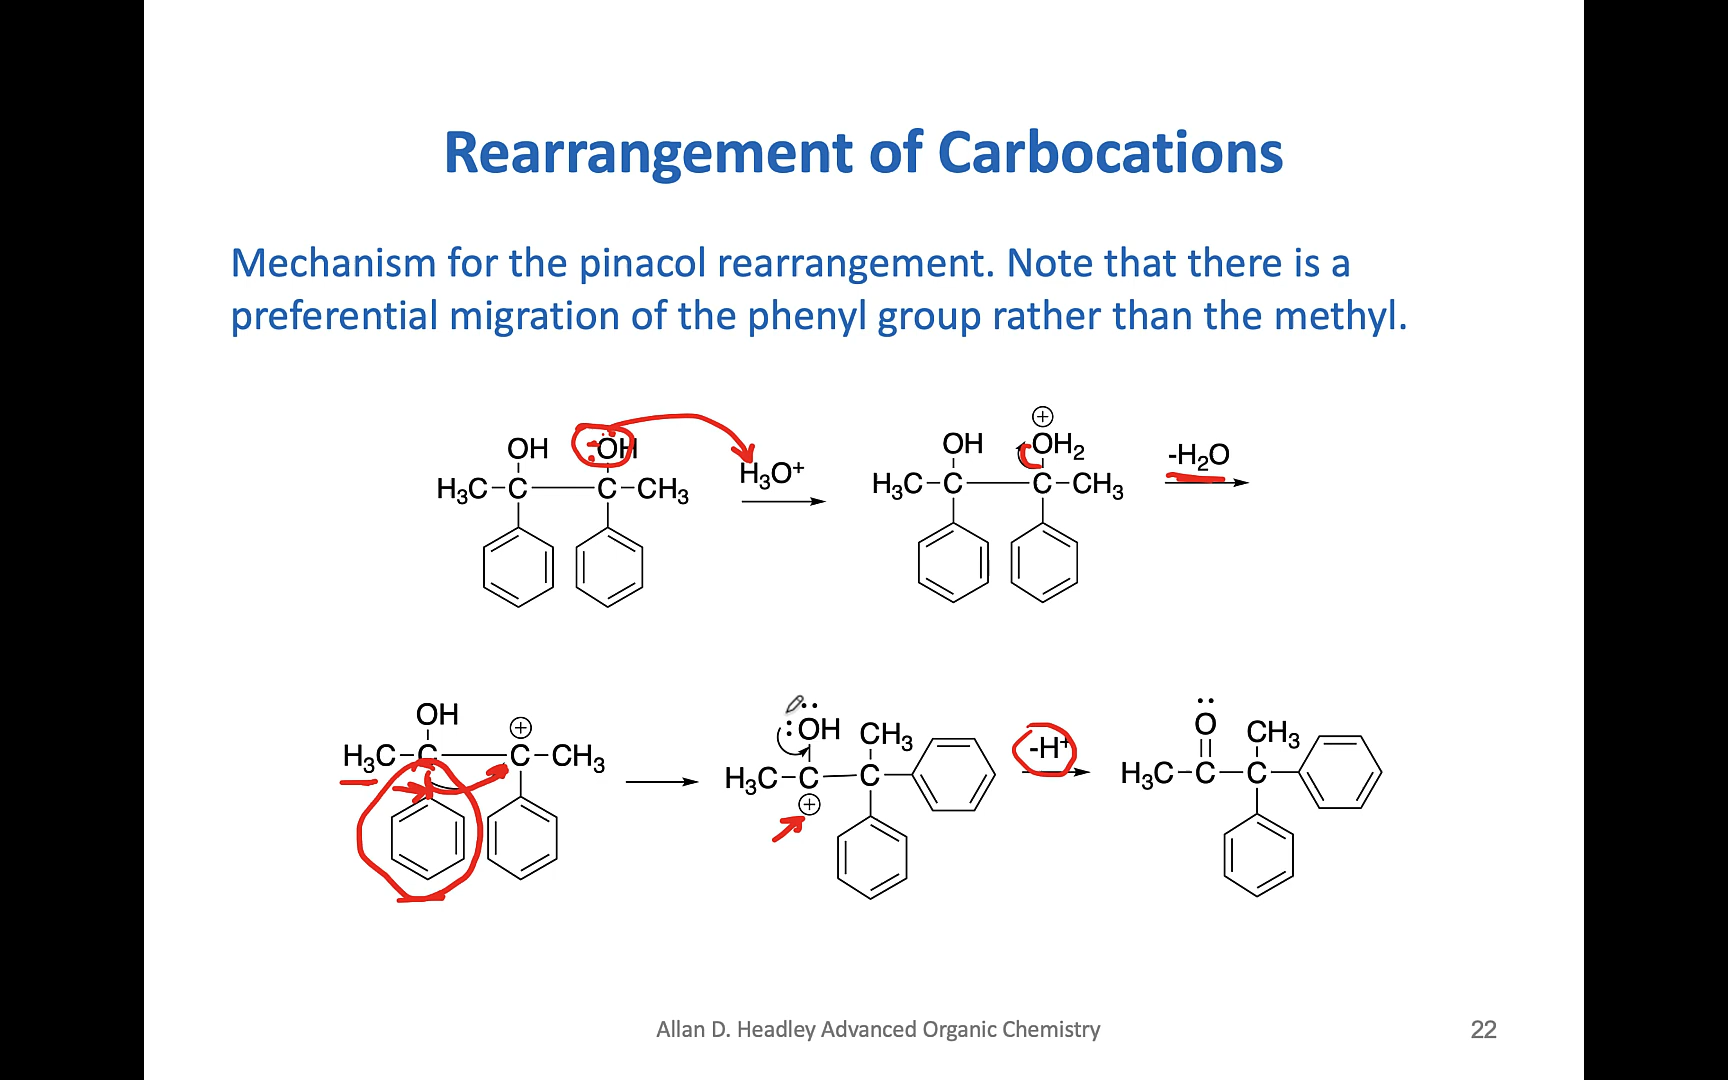 Rearrangement of Carbocations
Mechanism for the pinacol rearrangement. Note that there is a
preferential migration of the phenyl group rather than the methyl.
OH OH
H₃C-C C-CH₃
H₃O⁺
OH OH₂
H₃C-C C-CH₃
-H₂O
OH
H₃C-C C-CH₃
:OH CH₃
H₃C-C C
-H⁺
O CH₃
H₃C-C-C
Allan D. Headley Advanced Organic Chemistry
22